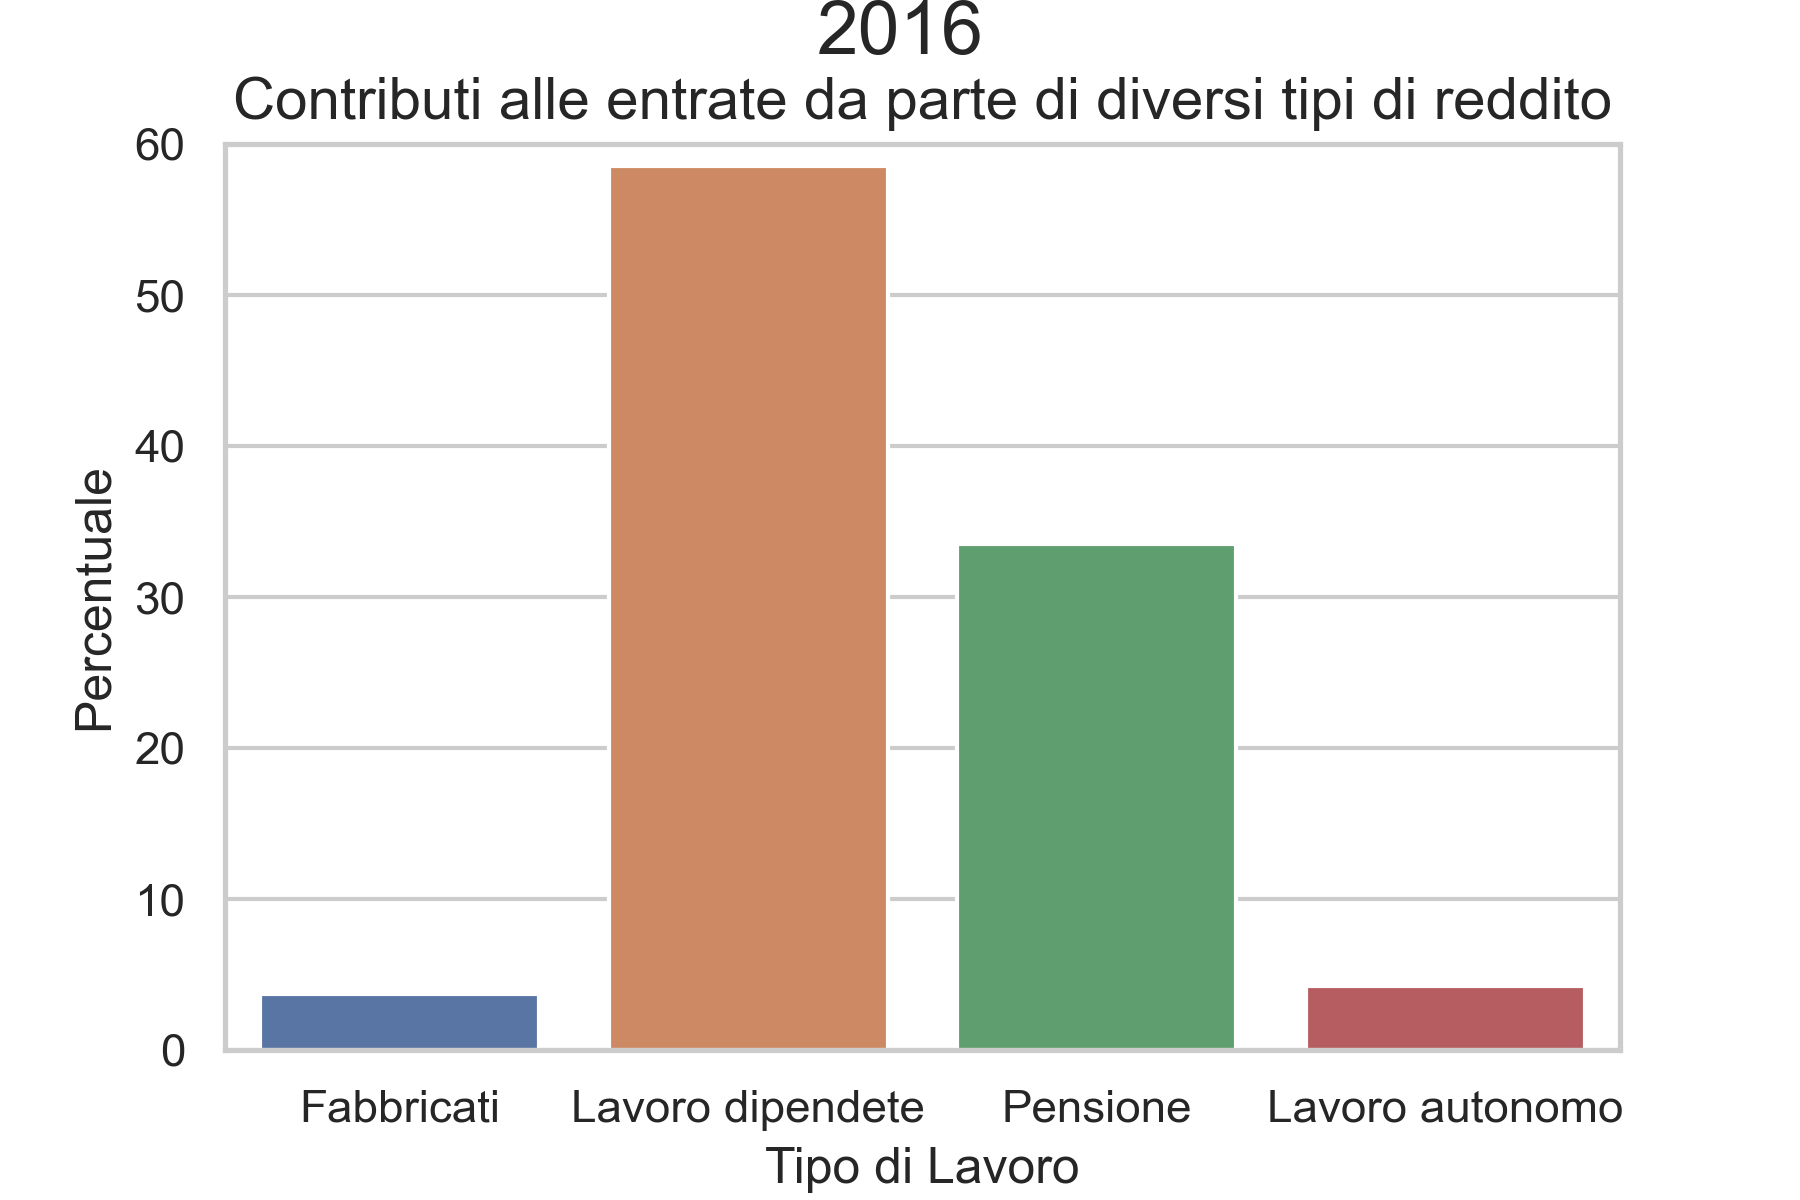 2016
Contributi alle entrate da parte di diversi tipi di reddito
60
50
40
30
20
10
0
Percentuale
Fabbricati
Lavoro dipendete
Pensione
Lavoro autonomo
Tipo di Lavoro